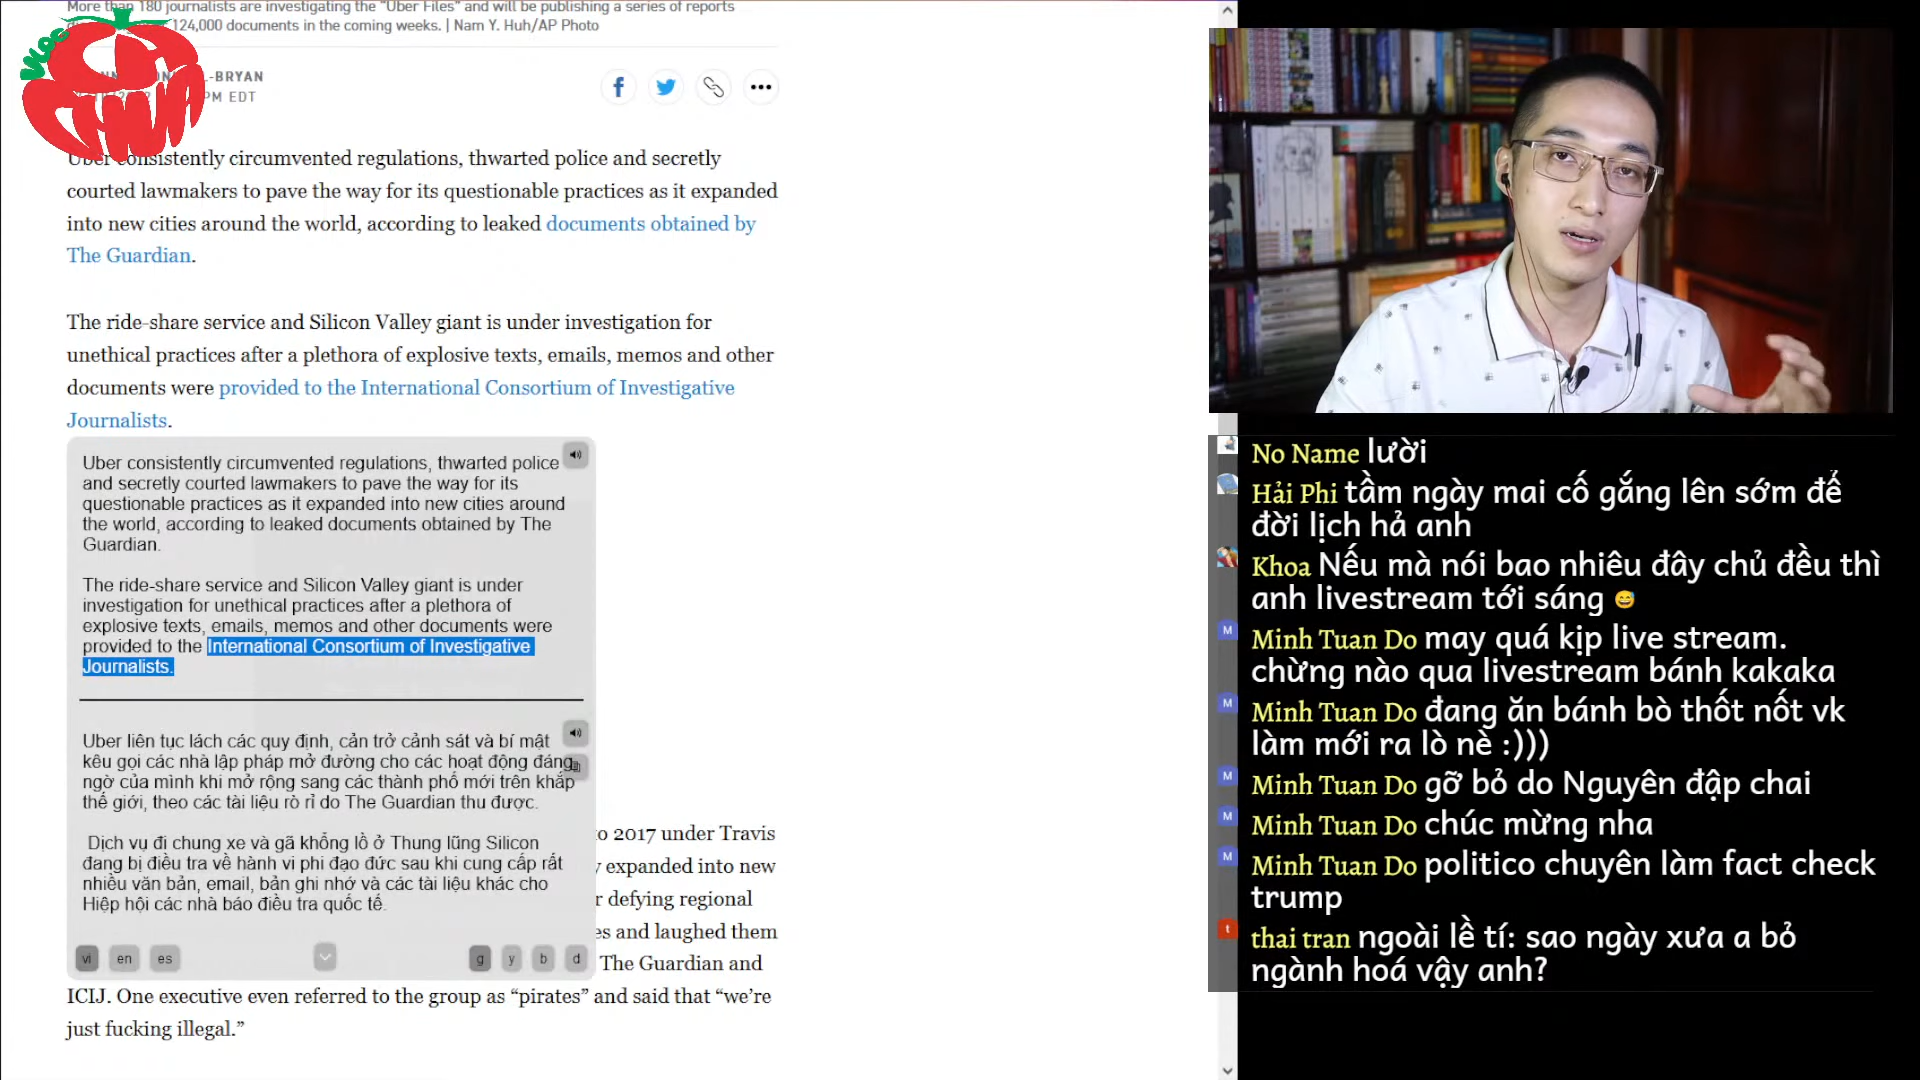 More than 180 journalists are investigating the "Uber Files" and will be publishing a series of reports
124,000 documents in the coming weeks. | Nam Y. Huh/AP Photo
VLOG
CÀ
CHUA
-BRYAN
PM EDT
Uber consistently circumvented regulations, thwarted police and secretly
courted lawmakers to pave the way for its questionable practices as it expanded
into new cities around the world, according to leaked documents obtained by
The Guardian.
The ride-share service and Silicon Valley giant is under investigation for
unethical practices after a plethora of explosive texts, emails, memos and other
documents were provided to the International Consortium of Investigative
Journalists.
Uber consistently circumvented regulations, thwarted police
and secretly courted lawmakers to pave the way for its
questionable practices as it expanded into new cities around
the world, according to leaked documents obtained by The
Guardian.
The ride-share service and Silicon Valley giant is under
investigation for unethical practices after a plethora of
explosive texts, emails, memos and other documents were
provided to the International Consortium of Investigative
Journalists.
Uber liên tục lách các quy định, cản trở cảnh sát và bí mật
kêu gọi các nhà lập pháp mở đường cho các hoạt động đáng
ngờ của mình khi mở rộng sang các thành phố mới trên khắp
thế giới, theo các tài liệu rò rỉ do The Guardian thu được.
Dịch vụ đi chung xe và gã khổng lồ ở Thung lũng Silicon
đang bị điều tra về hành vi phi đạo đức sau khi cung cấp rất
nhiều văn bản, email, bản ghi nhớ và các tài liệu khác cho
Hiệp hội các nhà báo điều tra quốc tế.
vi en es g y b d
to 2017 under Travis
y expanded into new
r defying regional
es and laughed them
The Guardian and
ICIJ. One executive even referred to the group as “pirates” and said that “we’re
just fucking illegal.”
No Name lười
Hải Phi tầm ngày mai cố gắng lên sớm để
đời lịch hả anh
Khoa Nếu mà nói bao nhiêu đây chủ đều thì
anh livestream tới sáng 😅
M Minh Tuan Do may quá kịp live stream.
chừng nào qua livestream bánh kakaka
M Minh Tuan Do đang ăn bánh bò thốt nốt vk
làm mới ra lò nè :)))
M Minh Tuan Do gỡ bỏ do Nguyên đập chai
M Minh Tuan Do chúc mừng nha
M Minh Tuan Do politico chuyên làm fact check
trump
t thai tran ngoài lề tí: sao ngày xưa a bỏ
ngành hoá vậy anh?